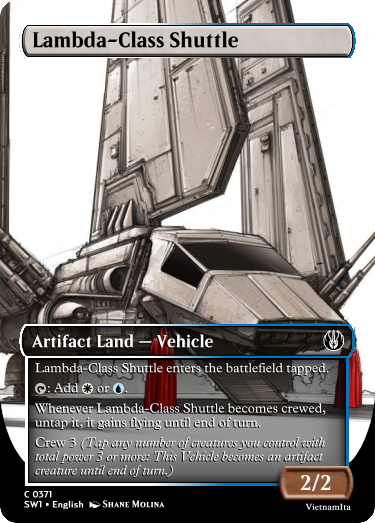 Lambda-Class Shuttle
Artifact Land — Vehicle
Lambda-Class Shuttle enters the battlefield tapped.
: Add or .
Whenever Lambda-Class Shuttle becomes crewed,
untap it, it gains flying until end of turn.
Crew 3 (Tap any number of creatures you control with
total power 3 or more: This Vehicle becomes an artifact
creature until end of turn.)
2/2
C 0371
SW1 • English Shane Molina
VietnamIta